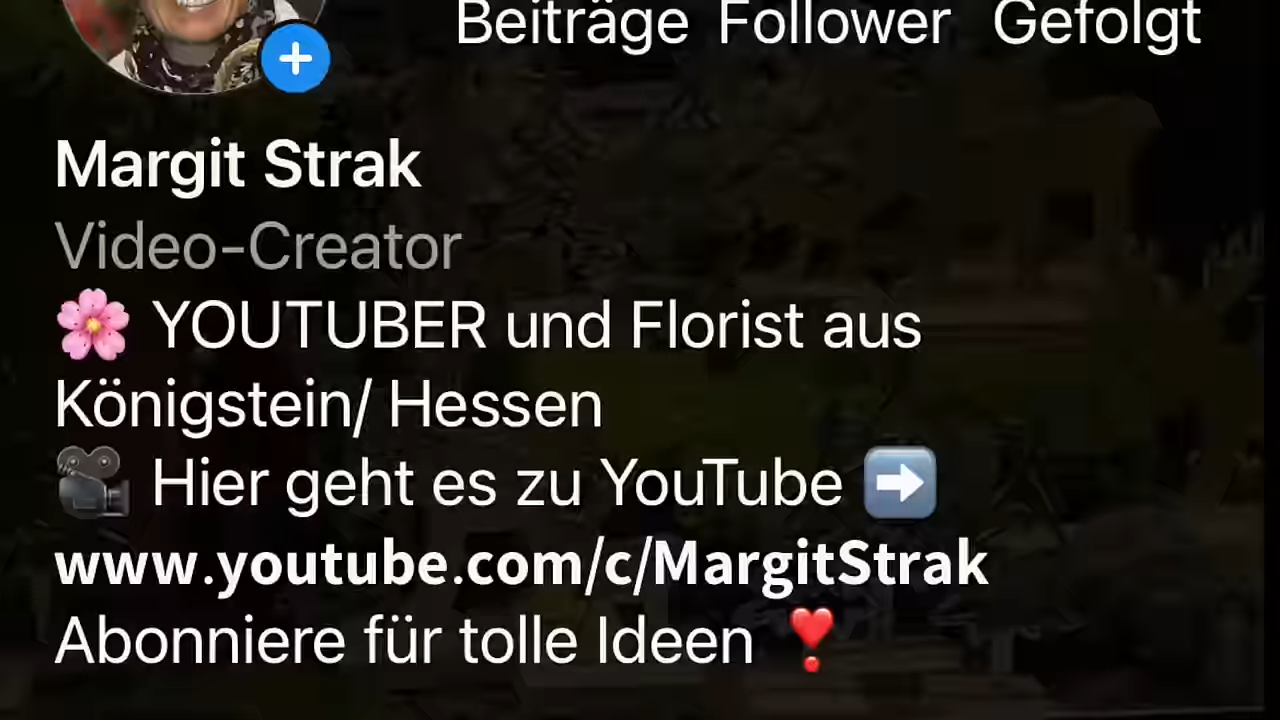 Beiträge Follower Gefolgt
Margit Strak
Video-Creator
🌸 YOUTUBER und Florist aus
Königstein/ Hessen
🎥 Hier geht es zu YouTube ➡️
www.youtube.com/c/MargitStrak
Abonniere für tolle Ideen ❣️